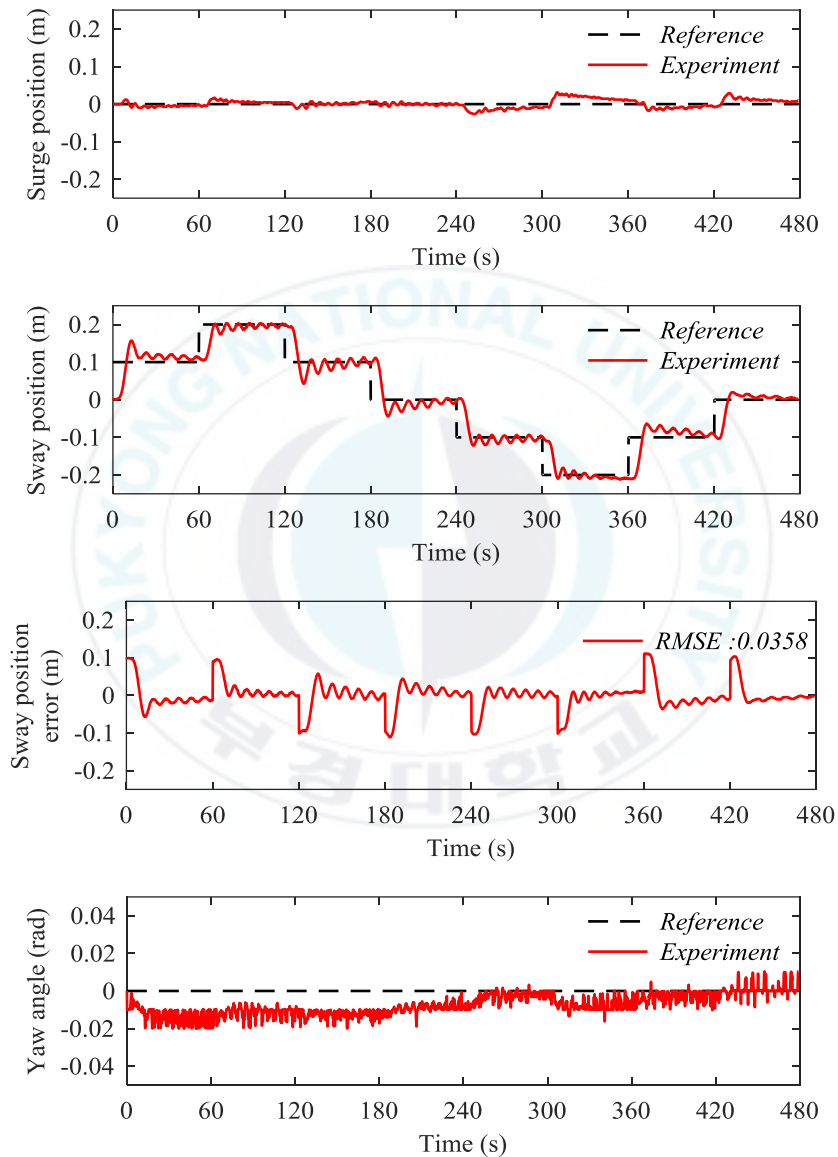 Surge position (m)
0.2
0.1
0
-0.1
-0.2
Reference
Experiment
0 60 120 180 240 300 360 420 480
Time (s)
Sway position (m)
0.2
0.1
0
-0.1
-0.2
Reference
Experiment
0 60 120 180 240 300 360 420 480
Time (s)
Sway position
error (m)
0.2
0.1
0
-0.1
-0.2
RMSE :0.0358
0 60 120 180 240 300 360 420 480
Time (s)
Yaw angle (rad)
0.04
0.02
0
-0.02
-0.04
Reference
Experiment
0 60 120 180 240 300 360 420 480
Time (s)
PUKYONG NATIONAL UNIVERSITY
부경대학교